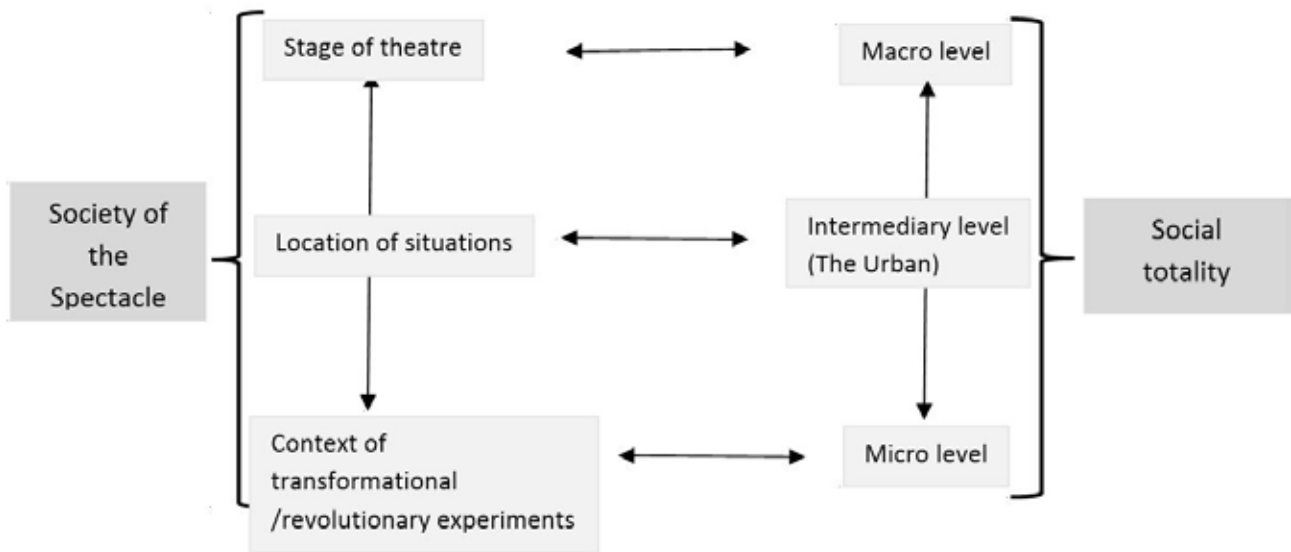 Stage of theatre
Macro level
Society of
the
Spectacle
Location of situations
Intermediary level
(The Urban)
Social
totality
Context of
transformational
/revolutionary experiments
Micro level